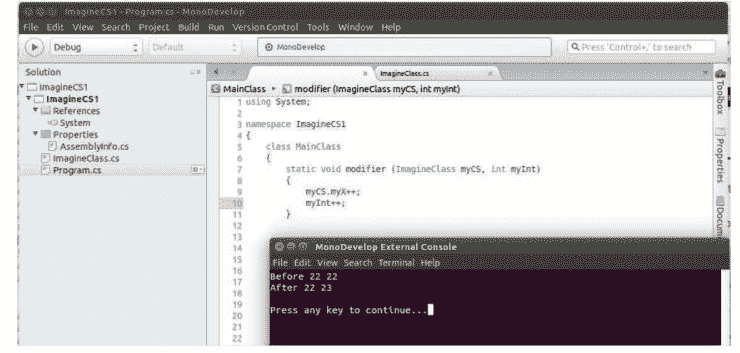 ImagineCS1 - Program.cs - MonoDevelop
File Edit View Search Project Build Run Version Control Tools Window Help
Debug Default MonoDevelop Press 'Control+,' to search
Solution
ImagineCS1
ImagineCS1
References
System
Properties
AssemblyInfo.cs
ImagineClass.cs
Program.cs
ImagineClass.cs
MainClass modifier (ImagineClass myCS, int myInt)
1 using System;
2
3 namespace ImagineCS1
4 {
5 class MainClass
6 {
7 static void modifier (ImagineClass myCS, int myInt)
8 {
9 myCS.myX++;
10 myInt++;
11 }
12
13
14
15
16
17
18
19
20
21
22
MonoDevelop External Console
File Edit View Search Terminal Help
Before 22 22
After 22 23
Press any key to continue...
Toolbox
Properties